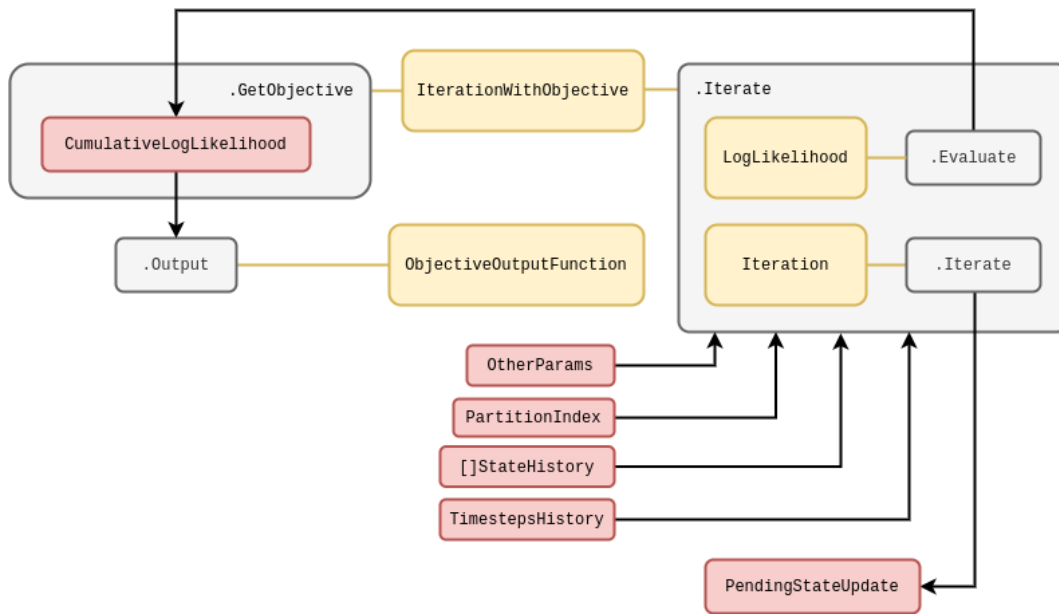 .GetObjective
IterationWithObjective
.Iterate
CumulativeLogLikelihood
LogLikelihood
.Evaluate
.Output
ObjectiveOutputFunction
Iteration
.Iterate
OtherParams
PartitionIndex
[]StateHistory
TimestepsHistory
PendingStateUpdate